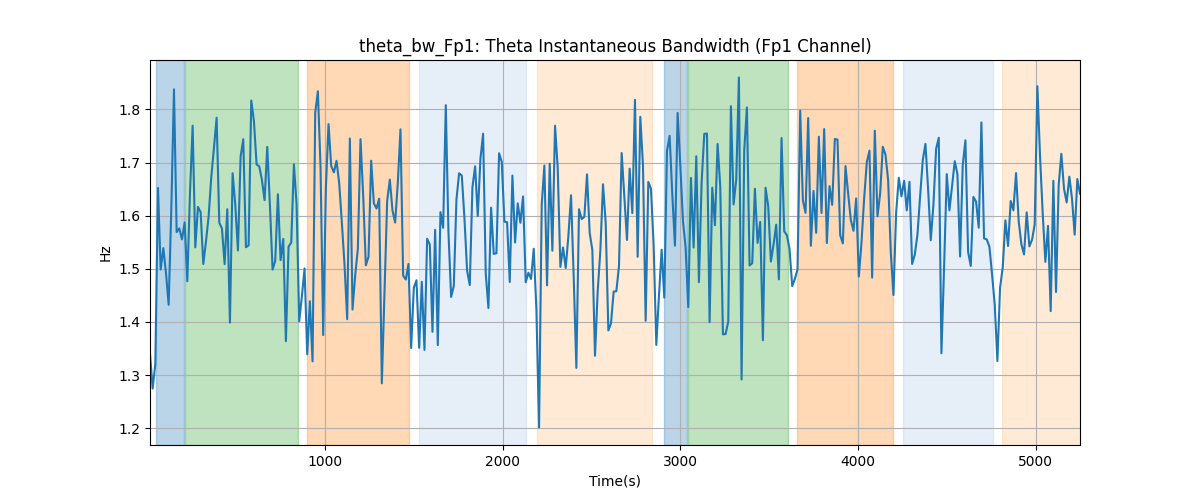 theta_bw_Fp1: Theta Instantaneous Bandwidth (Fp1 Channel)
Hz
1.8
1.7
1.6
1.5
1.4
1.3
1.2
1000 2000 3000 4000 5000
Time(s)